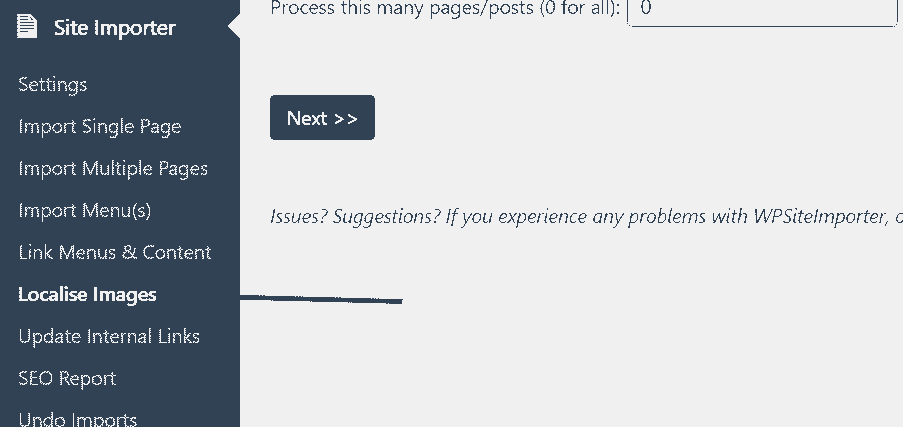 Site Importer
Settings
Import Single Page
Import Multiple Pages
Import Menu(s)
Link Menus & Content
Localise Images
Update Internal Links
SEO Report
Undo Imports
Process this many pages/posts (0 for all): 0
Next >>
Issues? Suggestions? If you experience any problems with WPSiteImporter,